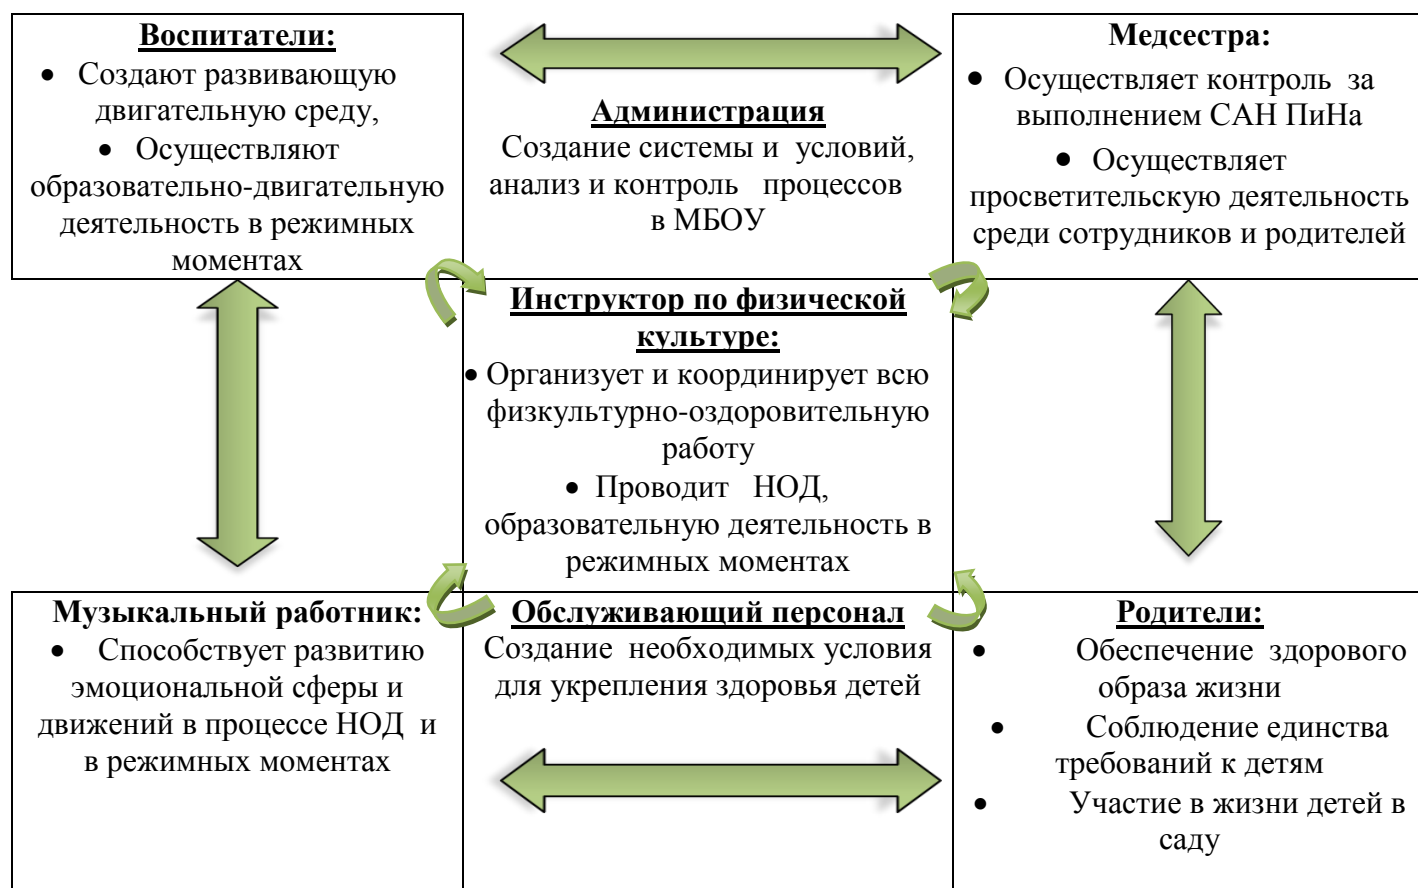 Воспитатели:
• Создают развивающую
двигательную среду,
• Осуществляют
образовательно-двигательную
деятельность в режимных
моментах
Администрация
Создание системы и условий,
анализ и контроль процессов
в МБОУ
Медсестра:
• Осуществляет контроль за
выполнением САН ПиНа
• Осуществляет
просветительскую деятельность
среди сотрудников и родителей
Инструктор по физической
культуре:
• Организует и координирует всю
физкультурно-оздоровительную
работу
• Проводит НОД,
образовательную деятельность в
режимных моментах
Музыкальный работник:
• Способствует развитию
эмоциональной сферы и
движений в процессе НОД и
в режимных моментах
Обслуживающий персонал
Создание необходимых условия
для укрепления здоровья детей
Родители:
• Обеспечение здорового
образа жизни
• Соблюдение единства
требований к детям
• Участие в жизни детей в
саду